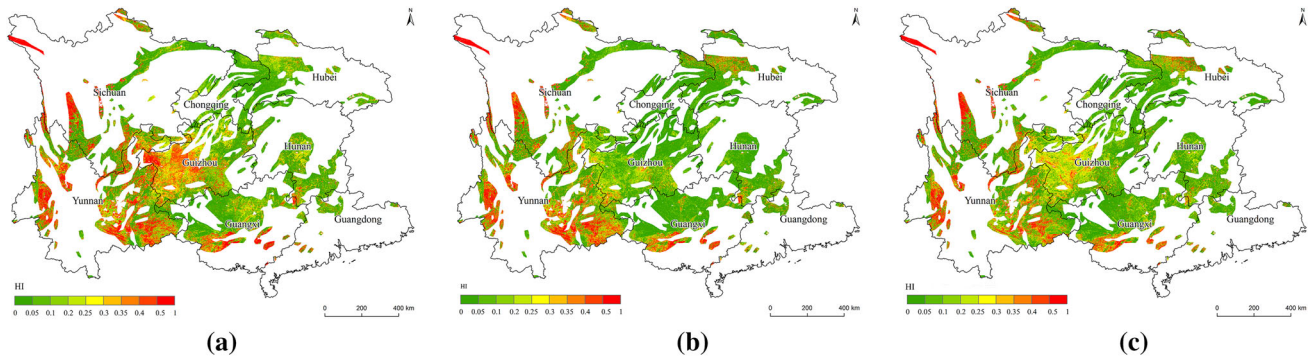 N
Hubei
Sichuan
Chongqing
Hunan
Guizhou
Yunnan
Guangxi
Guangdong
HI
0 0.05 0.1 0.2 0.25 0.3 0.35 0.4 0.5 1
0 200 400 km
(a)
N
Hubei
Sichuan
Chongqing
Hunan
Guizhou
Yunnan
Guangxi
Guangdong
HI
0 0.05 0.1 0.2 0.25 0.3 0.35 0.4 0.5 1
0 200 400 km
(b)
N
Hubei
Sichuan
Chongqing
Hunan
Guizhou
Yunnan
Guangxi
Guangdong
HI
0 0.05 0.1 0.2 0.25 0.3 0.35 0.4 0.5 1
0 200 400 km
(c)